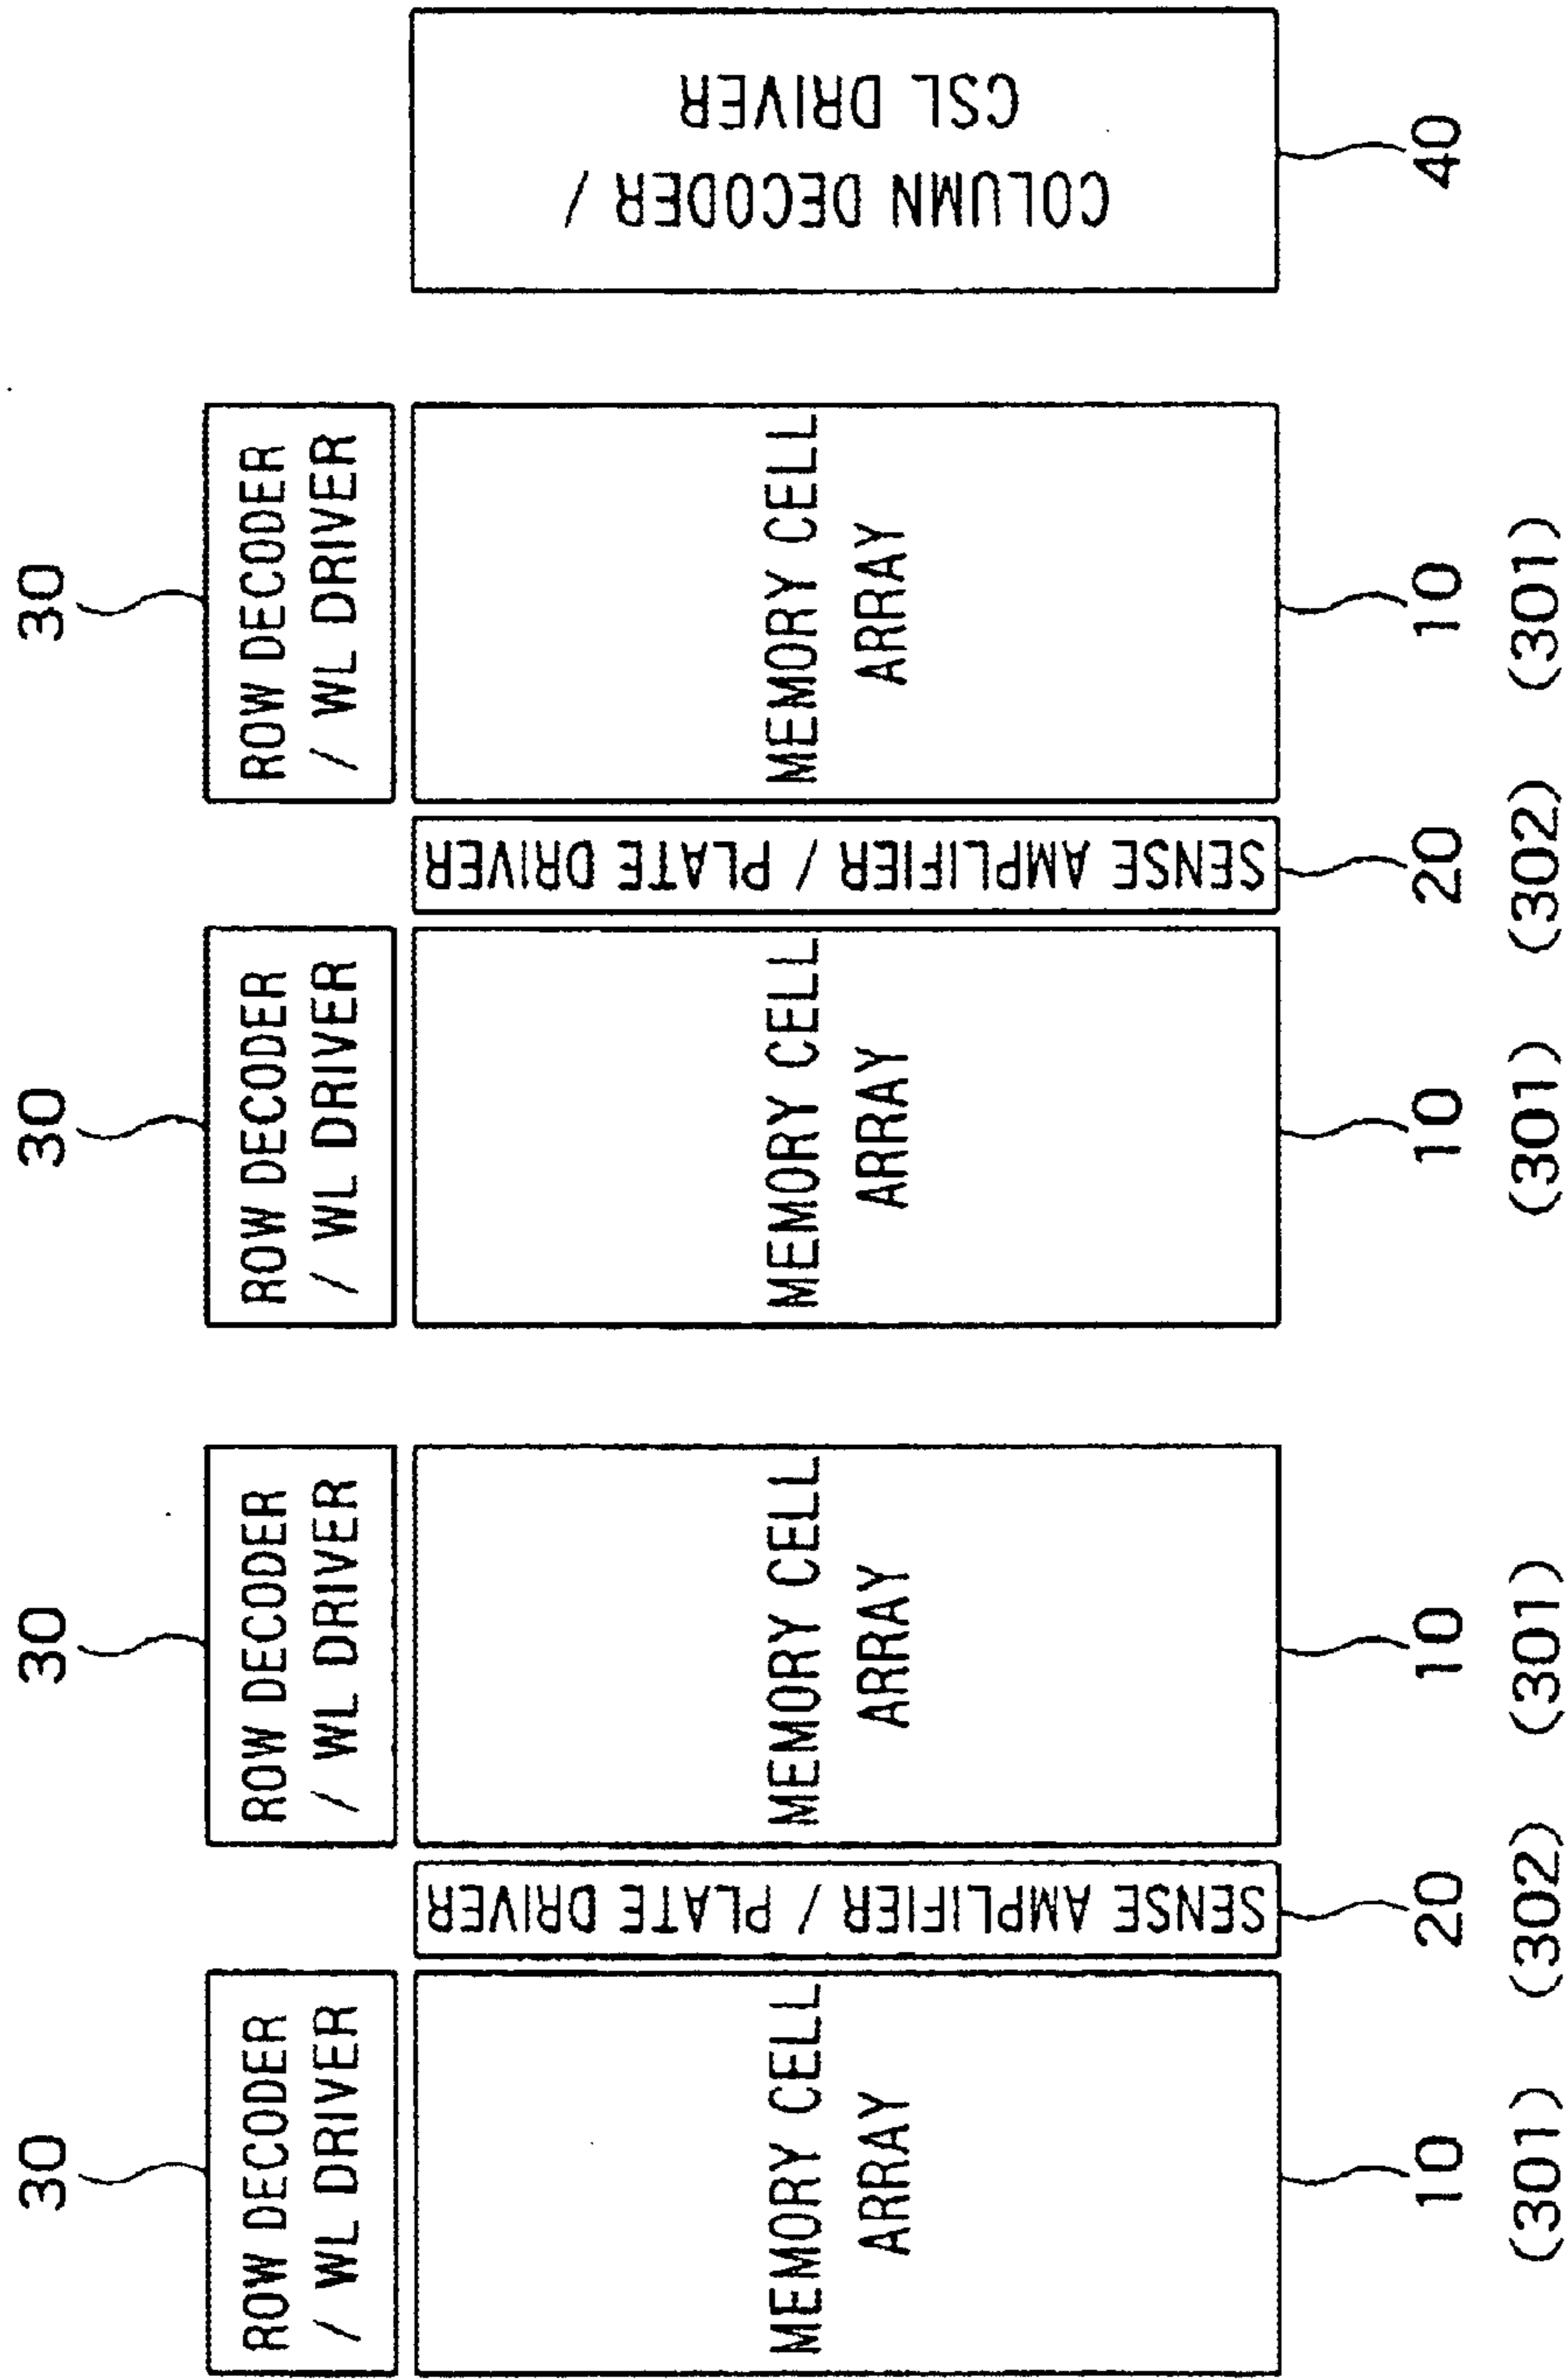 30
30
30
30
ROW DECODER
/ WL DRIVER
ROW DECODER
/ WL DRIVER
ROW DECODER
/ WL DRIVER
ROW DECODER
/ WL DRIVER
MEMORY CELL
ARRAY
SENSE AMPLIFIER / PLATE DRIVER
MEMORY CELL
ARRAY
MEMORY CELL
ARRAY
SENSE AMPLIFIER / PLATE DRIVER
MEMORY CELL
ARRAY
COLUMN DECODER /
CSL DRIVER
10
20
10
10
20
10
40
(301)
(302)
(301)
(301)
(302)
(301)